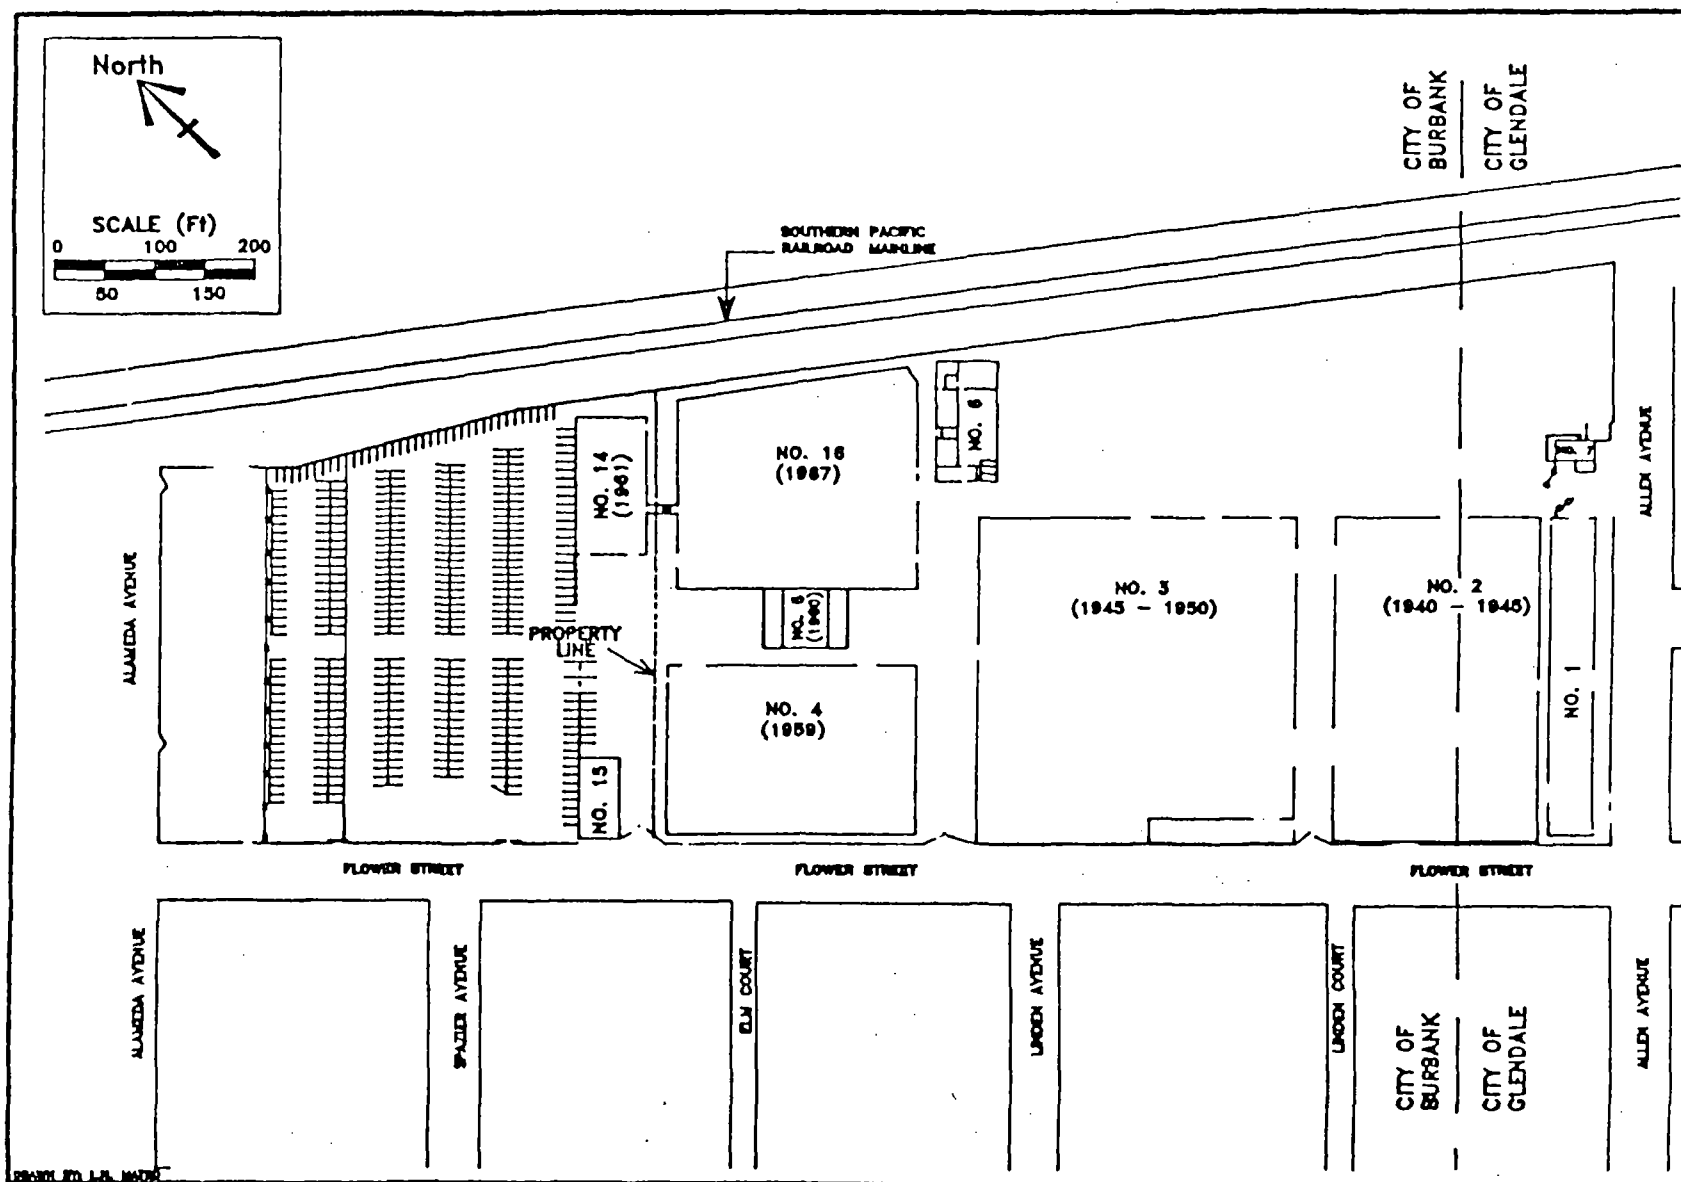 North
SCALE (Ft)
0 100 200
50 150
CITY OF
BURBANK
CITY OF
GLENDALE
SOUTHERN PACIFIC
RAILROAD MAINLINE
NO. 14
(1961)
NO. 16
(1967)
NO. 6
NO. 7
ALLEN AVENUE
ALAMEDA AVENUE
PROPERTY
LINE
(1960)
NO. 3
(1945 - 1950)
NO. 2
(1940 - 1945)
NO. 1
NO. 4
(1959)
NO. 15
FLOWER STREET
FLOWER STREET
FLOWER STREET
ALAMEDA AVENUE
SPAZIER AVENUE
ELM COURT
LINDEN AVENUE
LINDEN COURT
CITY OF
BURBANK
CITY OF
GLENDALE
ALLEN AVENUE